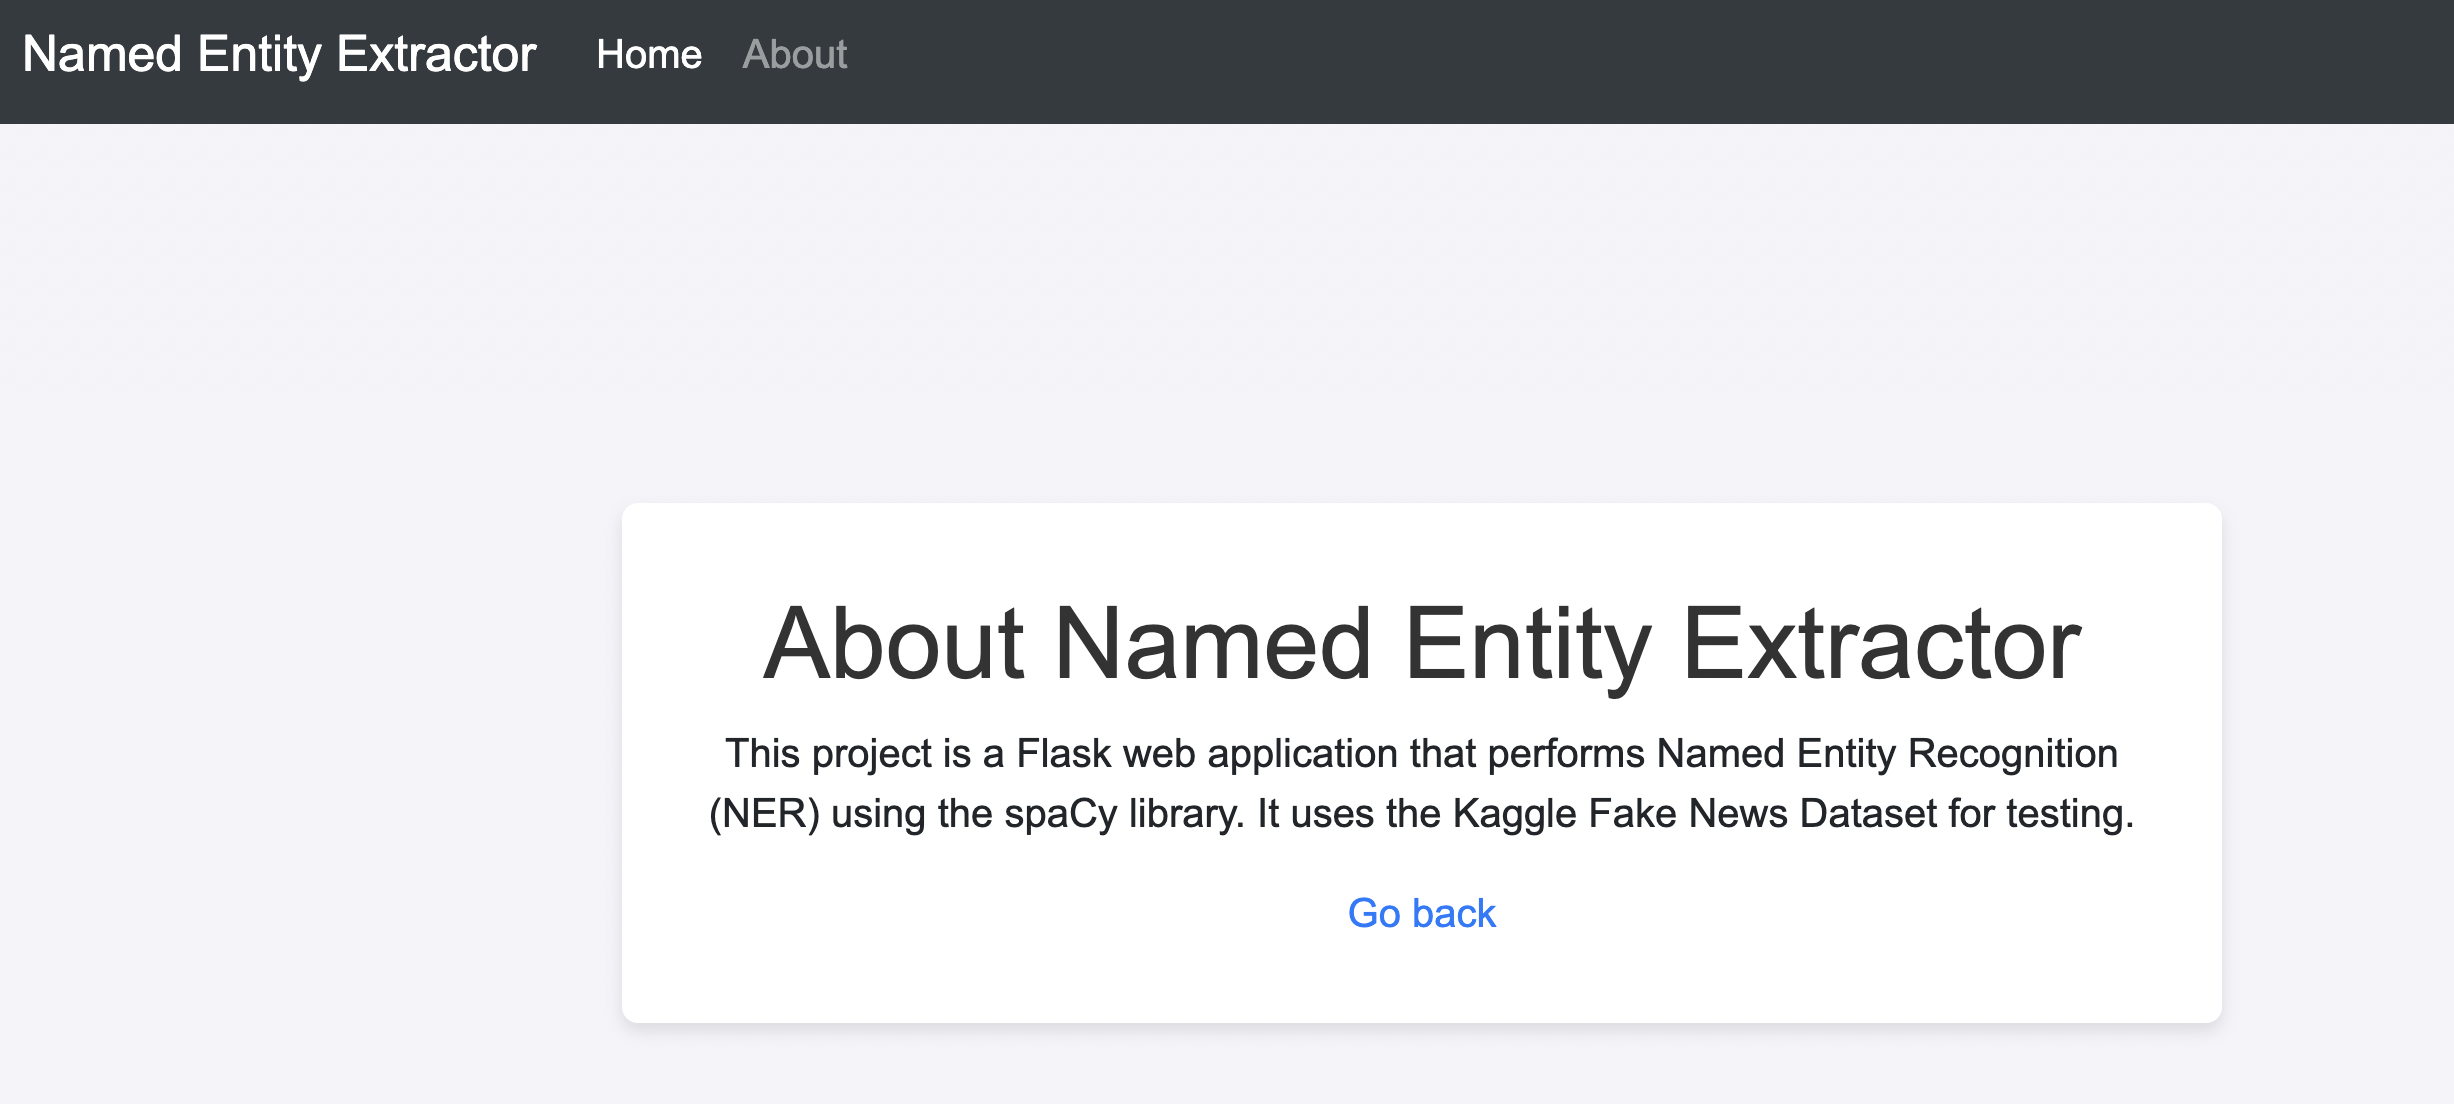 Named Entity Extractor Home About
About Named Entity Extractor
This project is a Flask web application that performs Named Entity Recognition
(NER) using the spaCy library. It uses the Kaggle Fake News Dataset for testing.
Go back